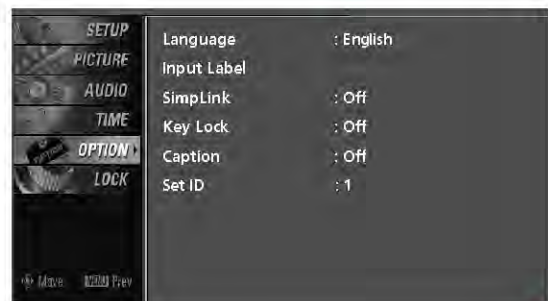 SETUP
PICTURE
AUDIO
TIME
OPTION
LOCK
Move MENU Prev
Language : English
Input Label
SimpLink : Off
Key Lock : Off
Caption : Off
Set ID : 1